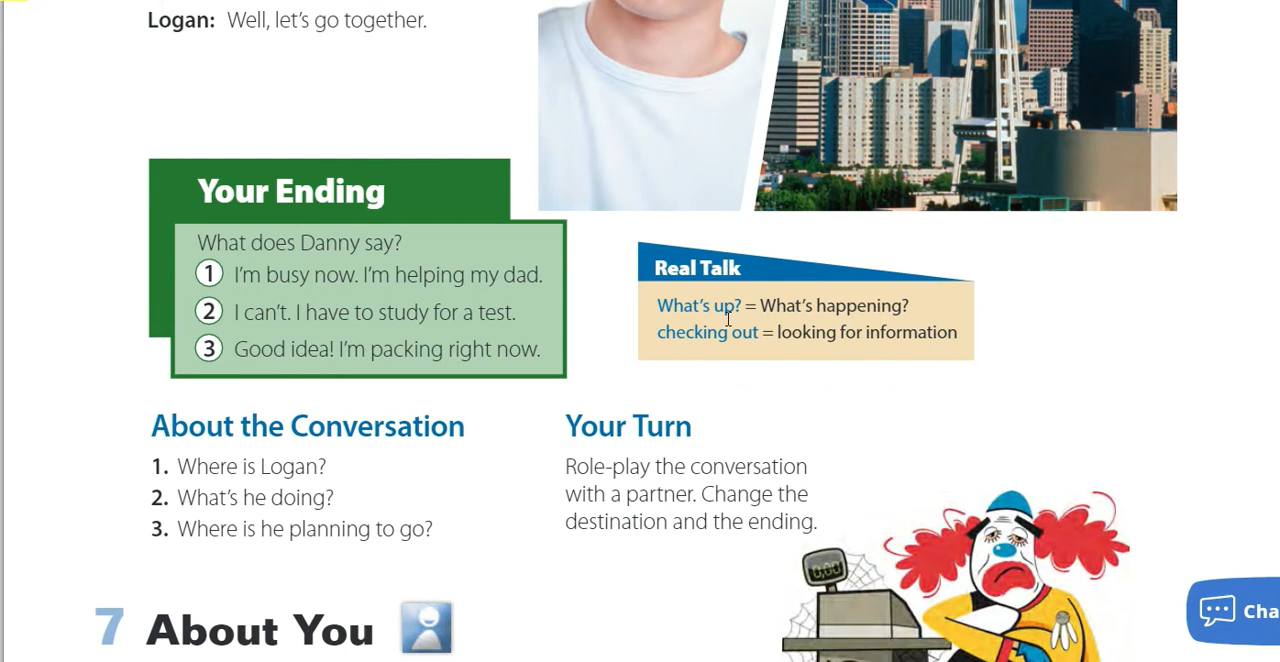 Logan: Well, let's go together.
Your Ending
What does Danny say?
1 I'm busy now. I'm helping my dad.
2 I can't. I have to study for a test.
3 Good idea! I'm packing right now.
Real Talk
What's up? = What's happening?
checking out = looking for information
About the Conversation
1. Where is Logan?
2. What's he doing?
3. Where is he planning to go?
Your Turn
Role-play the conversation
with a partner. Change the
destination and the ending.
0,00
7 About You
Cha